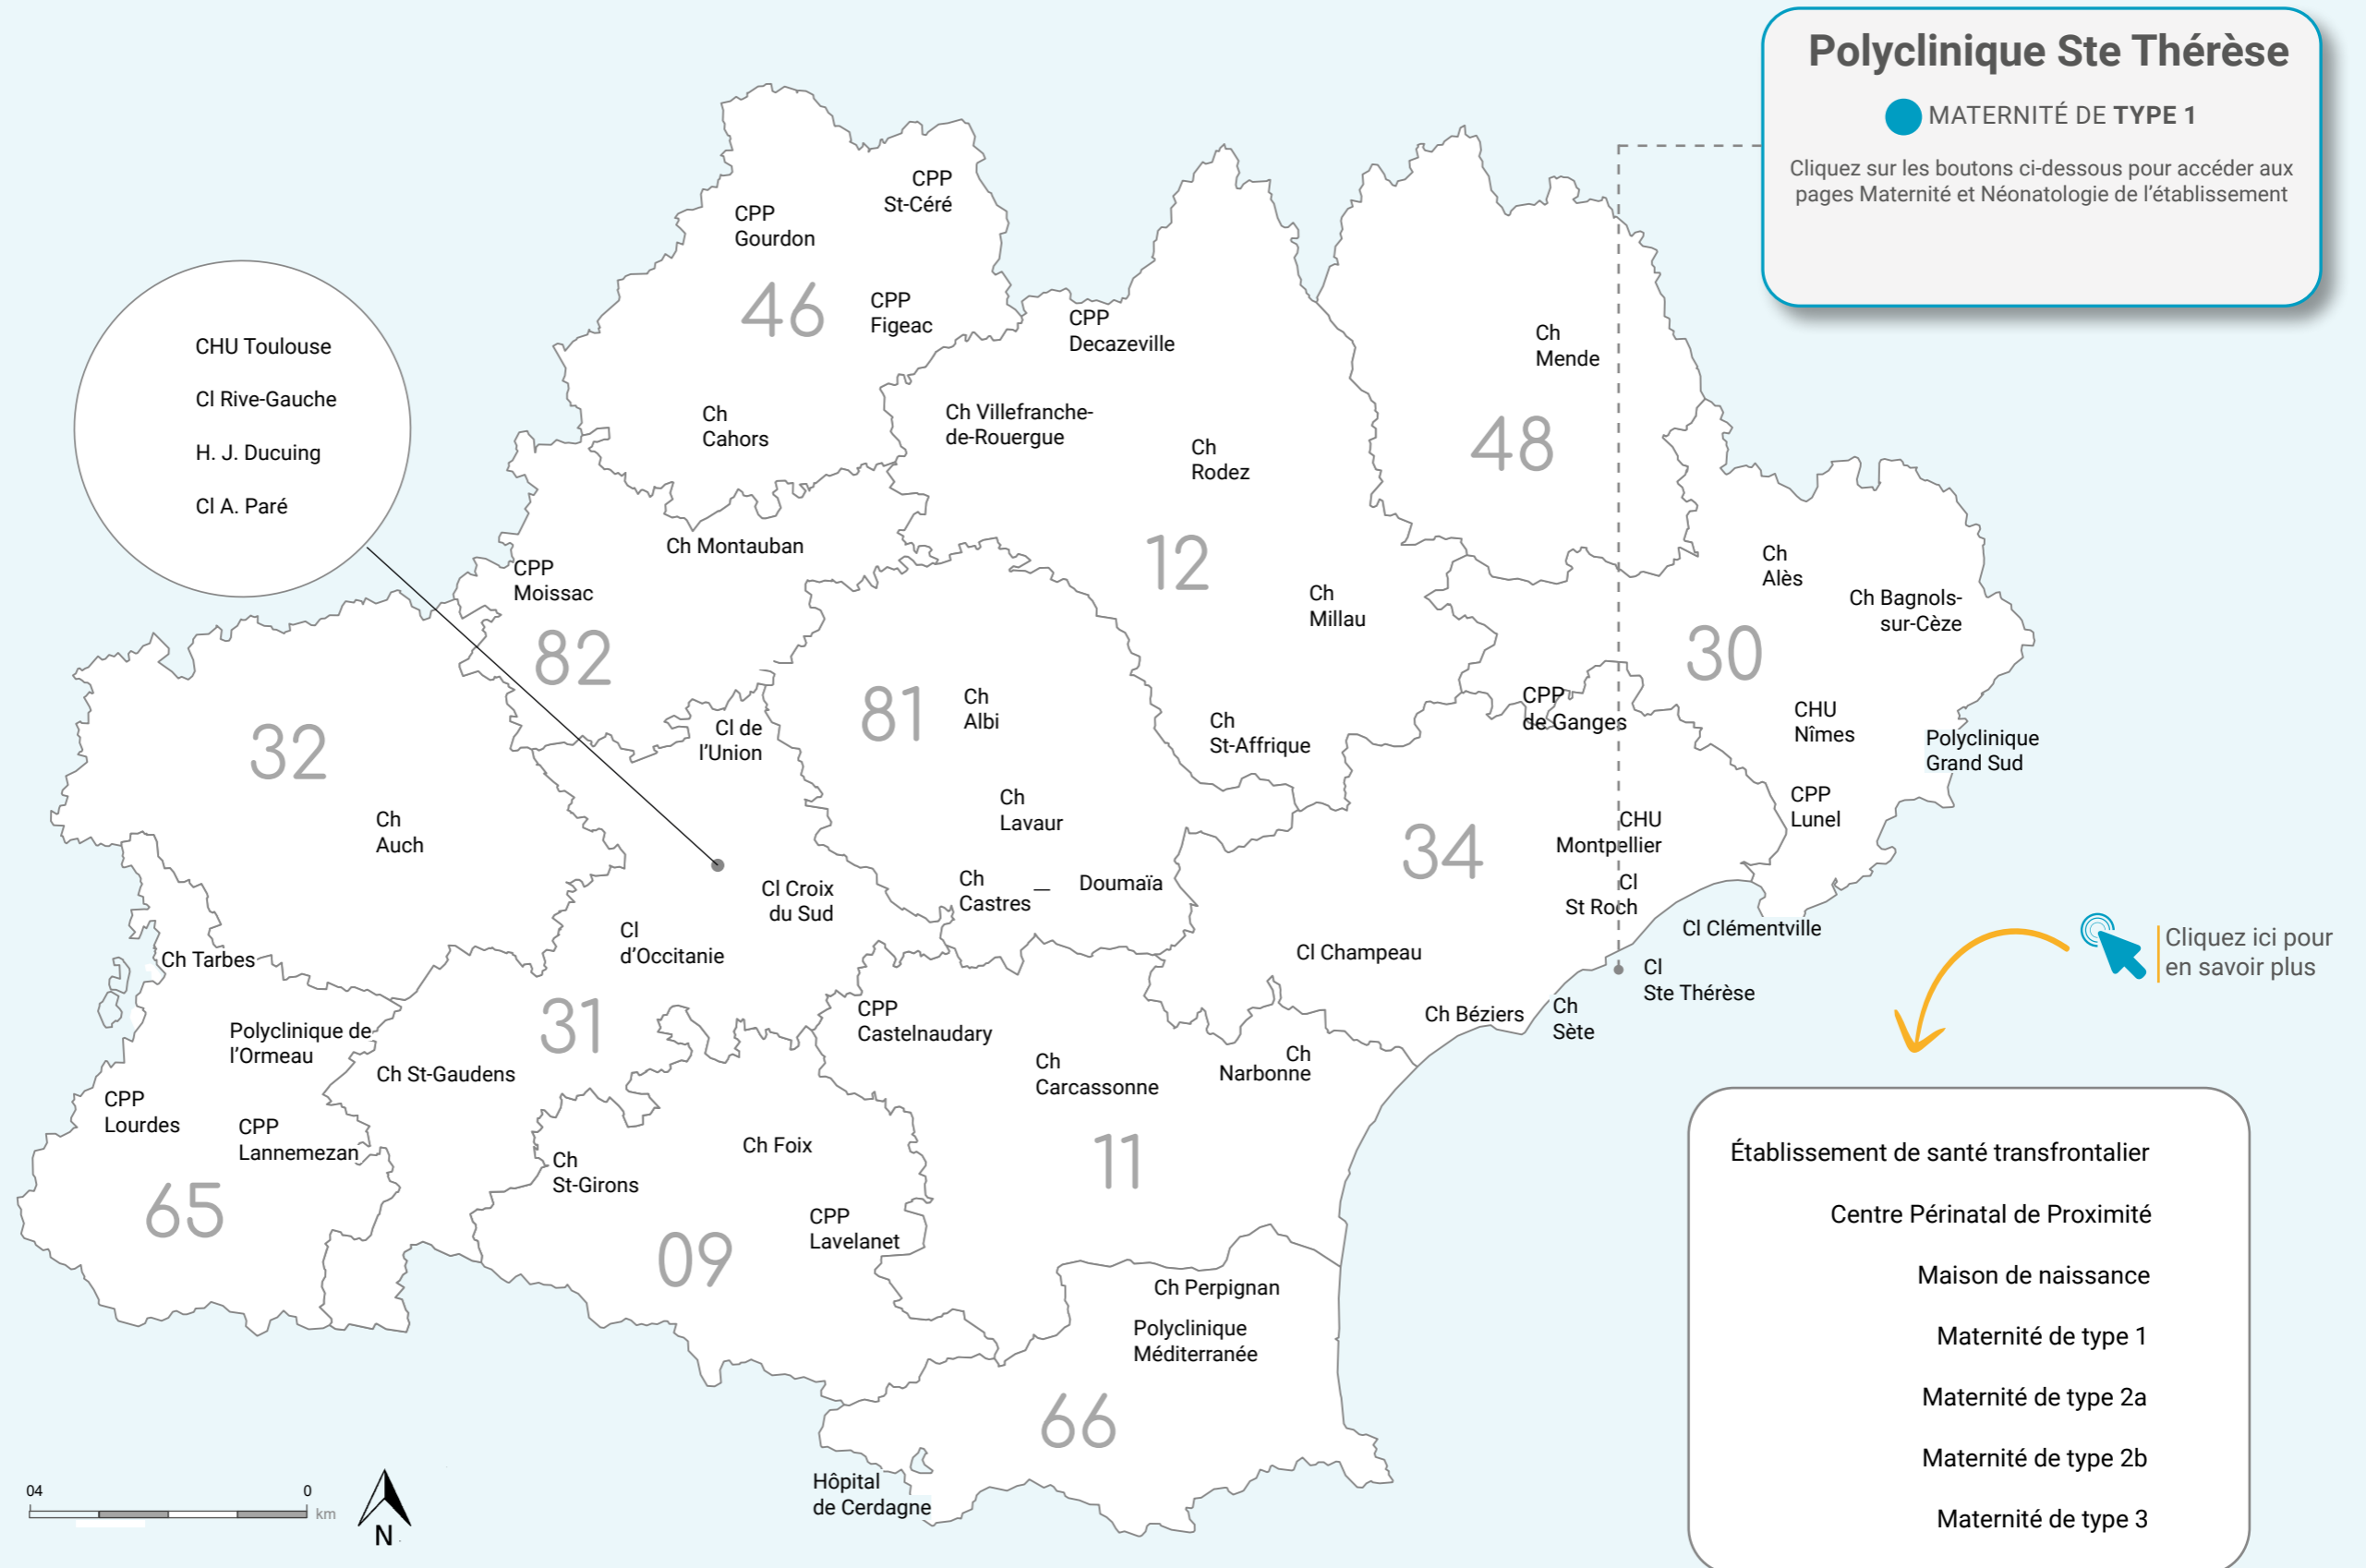 Polyclinique Ste Thérèse
MATERNITÉ DE TYPE 1
Cliquez sur les boutons ci-dessous pour accéder aux
pages Maternité et Néonatologie de l'établissement
CPP
St-Céré
CPP
Gourdon
46
CPP
Figeac
Ch
Cahors
CHU Toulouse
Cl Rive-Gauche
H. J. Ducuing
Cl A. Paré
CPP
Decazeville
Ch Villefranche-
de-Rouergue
Ch
Rodez
12
Ch
Millau
Ch
St-Affrique
Ch
Mende
48
Ch
Alès
Ch Bagnols-
sur-Cèze
30
CHU
Nîmes
Polyclinique
Grand Sud
CPP
Lunel
Ch Montauban
CPP
Moissac
82
32
Ch
Auch
Cl de
l'Union
81
Ch
Albi
Ch
Lavaur
Ch
Castres
Doumaïa
CPP
de Ganges
34
CHU
Montpellier
Cl
St Roch
Cl Clémentville
Cl Champeau
Cl
Ste Thérèse
Ch Béziers
Ch
Sète
Cliquez ici pour
en savoir plus
Cl Croix
du Sud
Cl
d'Occitanie
31
Ch St-Gaudens
Ch Tarbes
Polyclinique de
l'Ormeau
CPP
Lourdes
CPP
Lannemezan
65
Ch
St-Girons
Ch Foix
CPP
Lavelanet
09
CPP
Castelnaudary
Ch
Carcassonne
Ch
Narbonne
11
Ch Perpignan
Polyclinique
Méditerranée
66
Hôpital
de Cerdagne
Établissement de santé transfrontalier
Centre Périnatal de Proximité
Maison de naissance
Maternité de type 1
Maternité de type 2a
Maternité de type 2b
Maternité de type 3
04 0
km
N